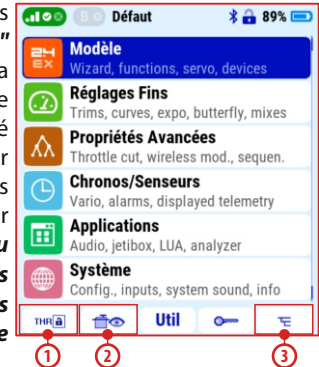 s
"
a
e
é
r
s
r
u
s
s
e
B Défaut 89%
24 EX
Modèle
Wizard, functions, servo, devices
Réglages Fins
Trims, curves, expo, butterfly, mixes
Propriétés Avancées
Throttle cut, wireless mod., sequen.
Chronos/Senseurs
Vario, alarms, displayed telemetry
Applications
Audio, jetibox, LUA, analyzer
Système
Config., inputs, system sound, info
THR Util
1 2 3